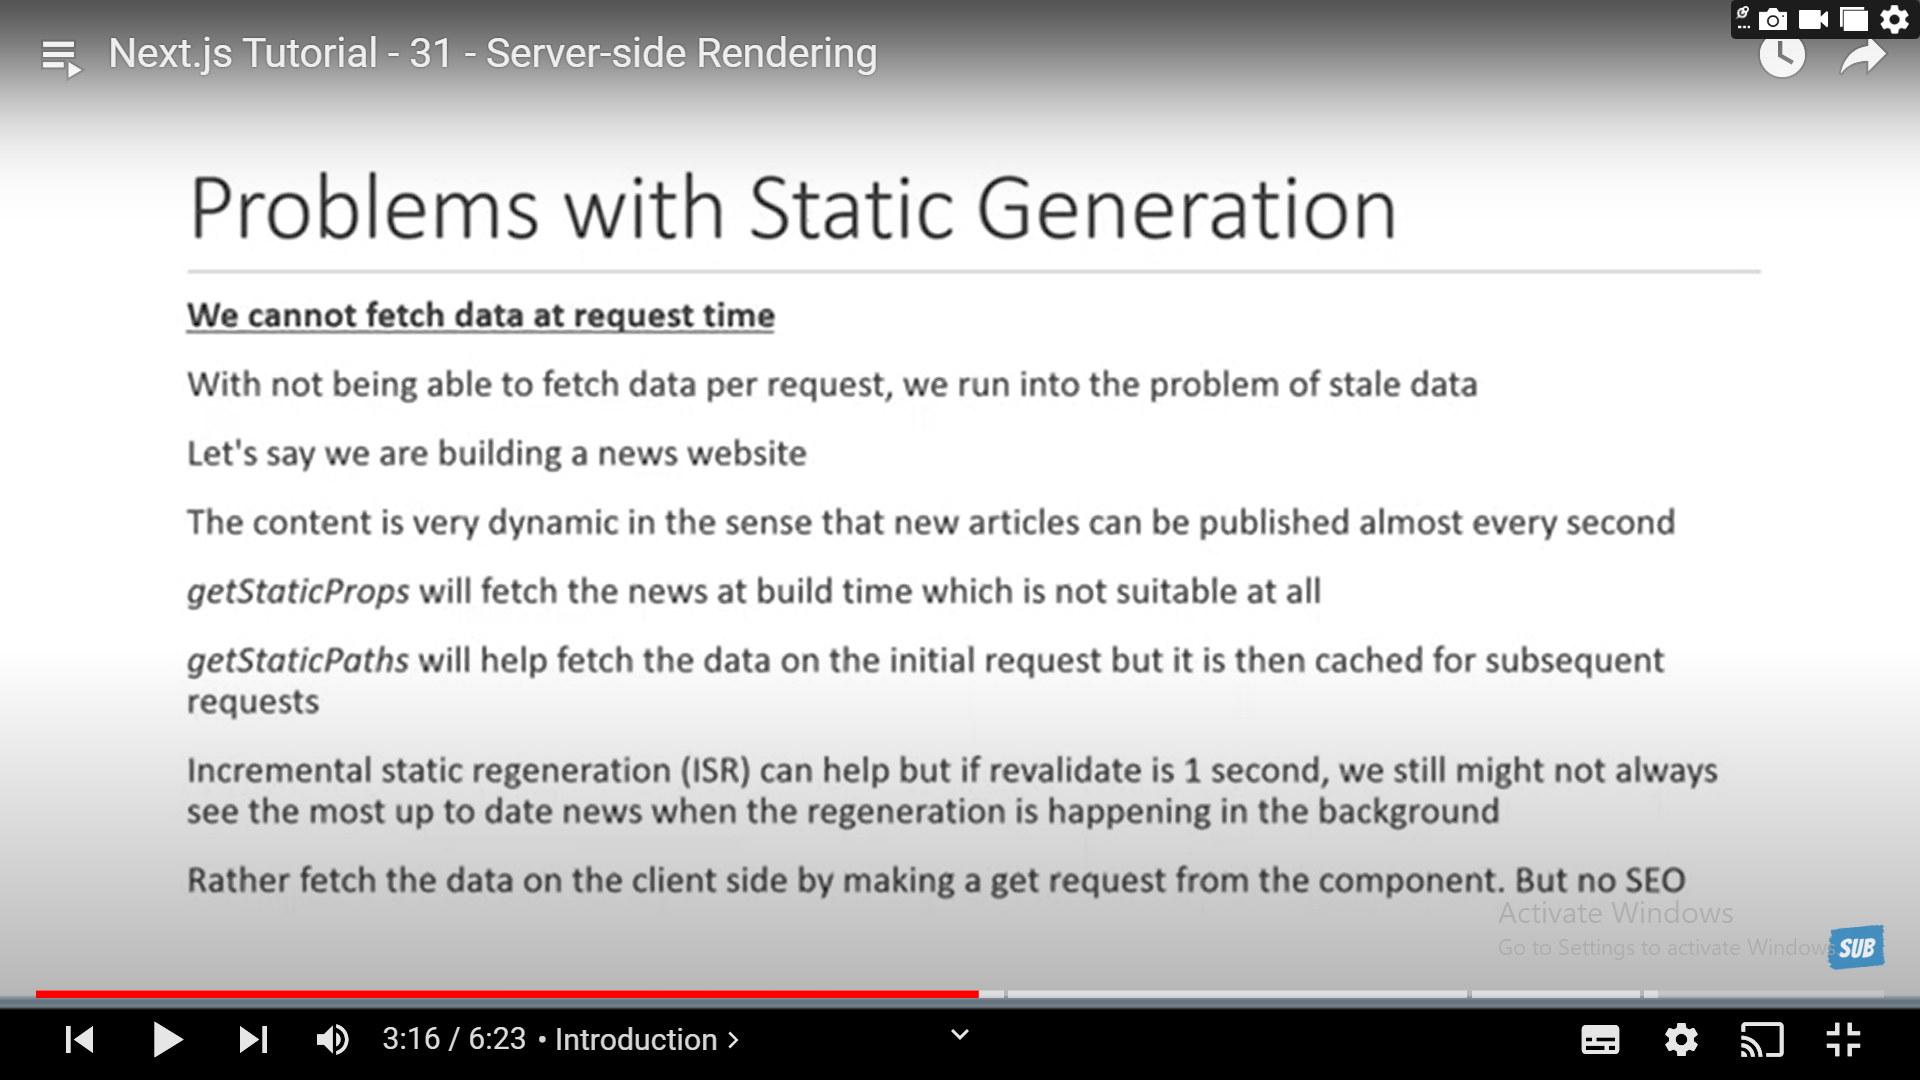 Next.js Tutorial - 31 - Server-side Rendering
Problems with Static Generation
We cannot fetch data at request time
With not being able to fetch data per request, we run into the problem of stale data
Let's say we are building a news website
The content is very dynamic in the sense that new articles can be published almost every second
getStaticProps will fetch the news at build time which is not suitable at all
getStaticPaths will help fetch the data on the initial request but it is then cached for subsequent
requests
Incremental static regeneration (ISR) can help but if revalidate is 1 second, we still might not always
see the most up to date news when the regeneration is happening in the background
Rather fetch the data on the client side by making a get request from the component. But no SEO
Activate Windows
Go to Settings to activate Windows
SUB
3:16 / 6:23 • Introduction >